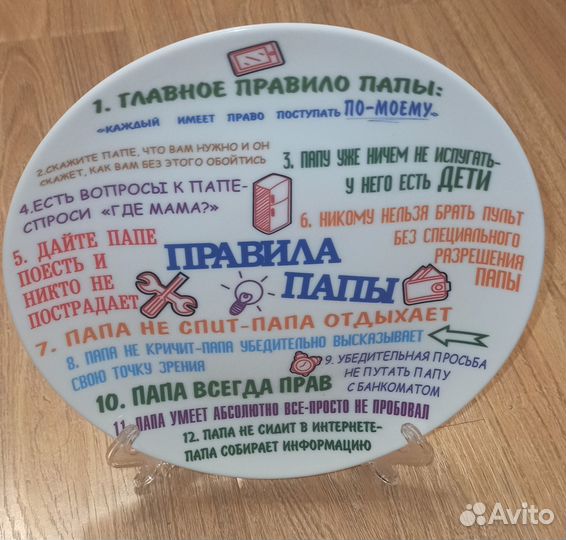 1. ГЛАВНОЕ ПРАВИЛО ПАПЫ:
«КАЖДЫЙ ИМЕЕТ ПРАВО ПОСТУПАТЬ ПО-МОЕМУ»
2.СКАЖИТЕ ПАПЕ, ЧТО ВАМ НУЖНО И ОН
СКАЖЕТ, КАК ВАМ БЕЗ ЭТОГО ОБОЙТИСЬ
3. ПАПУ УЖЕ НИЧЕМ НЕ ИСПУГАТЬ-
У НЕГО ЕСТЬ ДЕТИ
4.ЕСТЬ ВОПРОСЫ К ПАПЕ-
СПРОСИ «ГДЕ МАМА?»
5. ДАЙТЕ ПАПЕ
ПОЕСТЬ И
НИКТО НЕ
ПОСТРАДАЕТ
ПРАВИЛА
ПАПЫ
6. НИКОМУ НЕЛЬЗЯ БРАТЬ ПУЛЬТ
БЕЗ СПЕЦИАЛЬНОГО
РАЗРЕШЕНИЯ
ПАПЫ
7. ПАПА НЕ СПИТ-ПАПА ОТДЫХАЕТ
8. ПАПА НЕ КРИЧИТ-ПАПА УБЕДИТЕЛЬНО ВЫСКАЗЫВАЕТ
СВОЮ ТОЧКУ ЗРЕНИЯ
9. УБЕДИТЕЛЬНАЯ ПРОСЬБА
НЕ ПУТАТЬ ПАПУ
С БАНКОМАТОМ
10. ПАПА ВСЕГДА ПРАВ
11. ПАПА УМЕЕТ АБСОЛЮТНО ВСЕ-ПРОСТО НЕ ПРОБОВАЛ
12. ПАПА НЕ СИДИТ В ИНТЕРНЕТЕ-
ПАПА СОБИРАЕТ ИНФОРМАЦИЮ
Avito